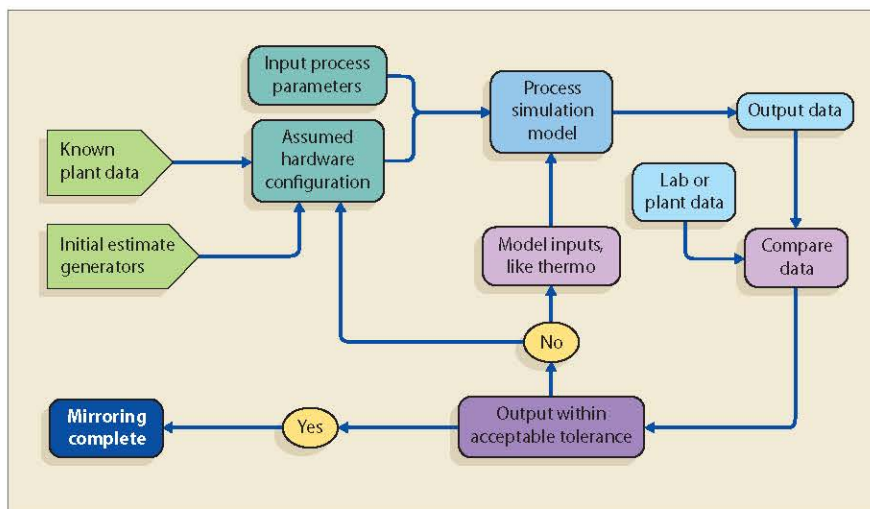 Input process
parameters
Process
simulation
model
Output data
Known
plant data
Assumed
hardware
configuration
Lab or
plant data
Initial estimate
generators
Model inputs,
like thermo
Compare
data
No
Mirroring
complete
Yes
Output within
acceptable tolerance